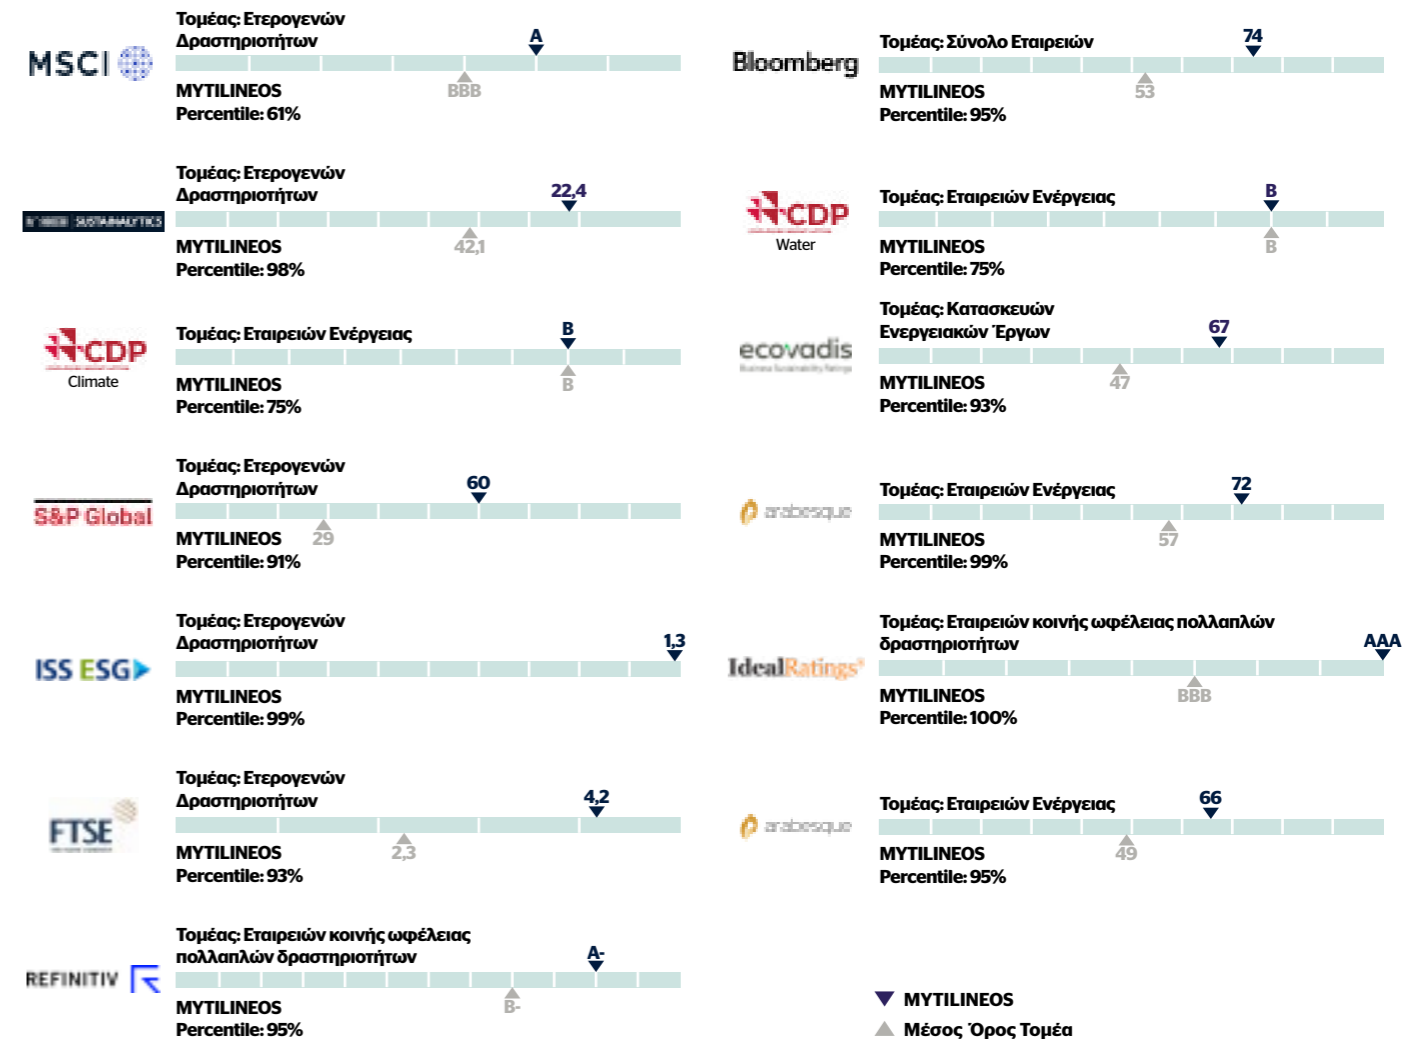 Τομέας: Ετερογενών
Δραστηριοτήτων
A
MSCI
BBB
MYTILINEOS
Percentile: 61%
Τομέας: Ετερογενών
Δραστηριοτήτων
22,4
SUSTAINALYTICS
42,1
MYTILINEOS
Percentile: 98%
Τομέας: Εταιρειών Ενέργειας
B
CDP
Climate
B
MYTILINEOS
Percentile: 75%
Τομέας: Ετερογενών
Δραστηριοτήτων
60
S&P Global
29
MYTILINEOS
Percentile: 91%
Τομέας: Ετερογενών
Δραστηριοτήτων
1,3
ISS ESG
MYTILINEOS
Percentile: 99%
Τομέας: Ετερογενών
Δραστηριοτήτων
4,2
FTSE
2,3
MYTILINEOS
Percentile: 93%
Τομέας: Εταιρειών κοινής ωφέλειας
πολλαπλών δραστηριοτήτων
A-
REFINITIV
B-
MYTILINEOS
Percentile: 95%
Τομέας: Σύνολο Εταιρειών
74
Bloomberg
53
MYTILINEOS
Percentile: 95%
Τομέας: Εταιρειών Ενέργειας
B
CDP
Water
B
MYTILINEOS
Percentile: 75%
Τομέας: Κατασκευών
Ενεργειακών Έργων
67
ecovadis
Business Sustainability Ratings
47
MYTILINEOS
Percentile: 93%
Τομέας: Εταιρειών Ενέργειας
72
arabesque
57
MYTILINEOS
Percentile: 99%
Τομέας: Εταιρειών κοινής ωφέλειας πολλαπλών
δραστηριοτήτων
AAA
IdealRatings®
BBB
MYTILINEOS
Percentile: 100%
Τομέας: Εταιρειών Ενέργειας
66
arabesque
49
MYTILINEOS
Percentile: 95%
MYTILINEOS
Μέσος Όρος Τομέα